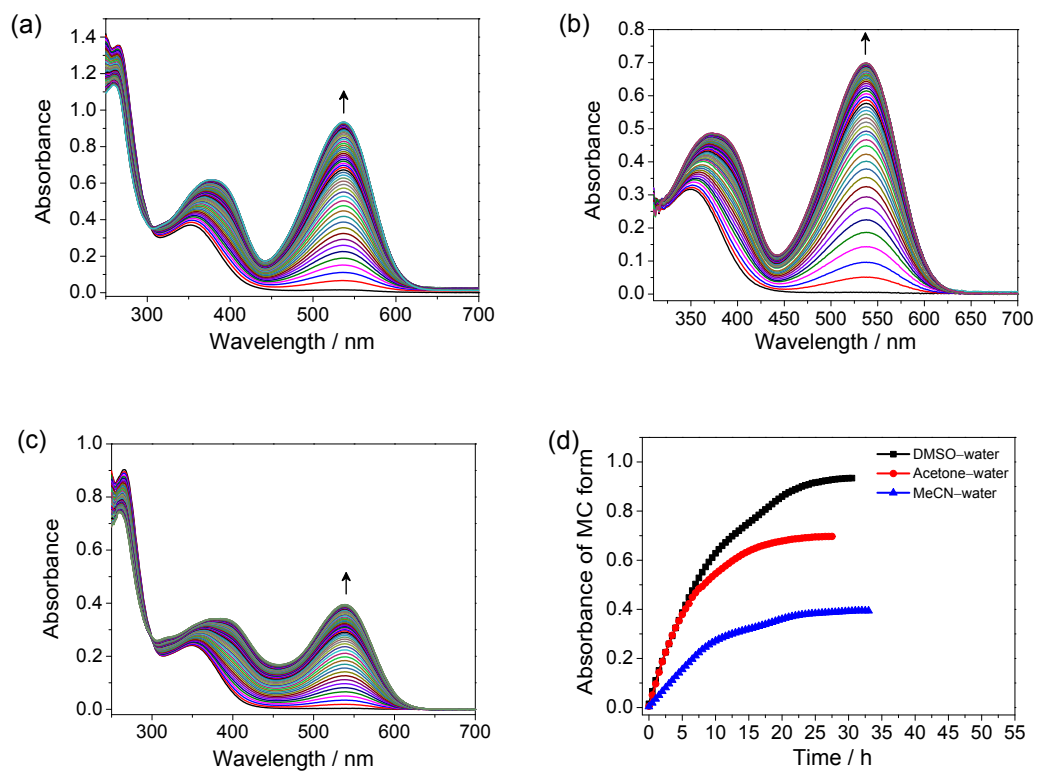 (a)
1.4
1.2
1.0
0.8
0.6
0.4
0.2
0.0
Absorbance
300 400 500 600 700
Wavelength / nm
(b)
0.8
0.7
0.6
0.5
0.4
0.3
0.2
0.1
0.0
Absorbance
350 400 450 500 550 600 650 700
Wavelength / nm
(c)
1.0
0.8
0.6
0.4
0.2
0.0
Absorbance
300 400 500 600 700
Wavelength / nm
(d)
1.0
0.8
0.6
0.4
0.2
0.0
Absorbance of MC form
DMSO–water
Acetone–water
MeCN–water
0 5 10 15 20 25 30 35 40 45 50 55
Time / h